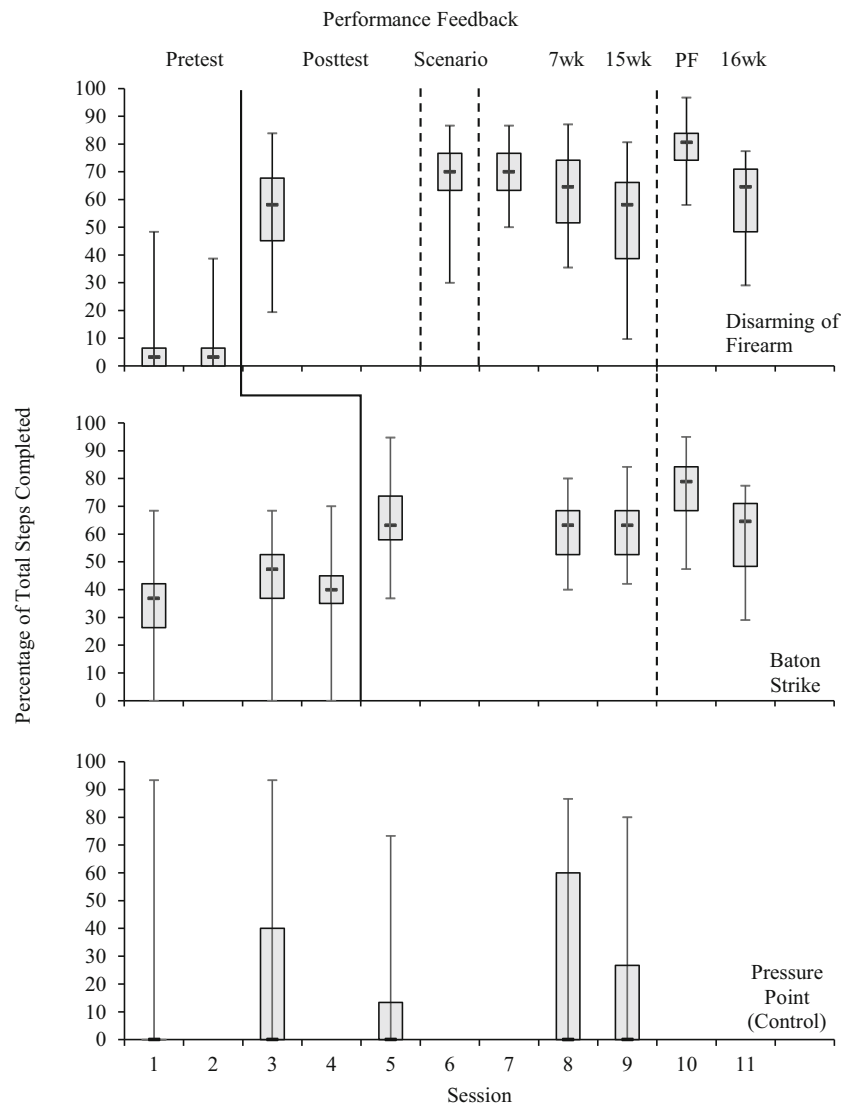 Performance Feedback
Pretest Posttest Scenario 7wk 15wk PF 16wk
100
90
80
70
60
50
40
30
20
10
0
Disarming of
Firearm
Percentage of Total Steps Completed
100
90
80
70
60
50
40
30
20
10
0
Baton
Strike
100
90
80
70
60
50
40
30
20
10
0
Pressure
Point
(Control)
1 2 3 4 5 6 7 8 9 10 11
Session